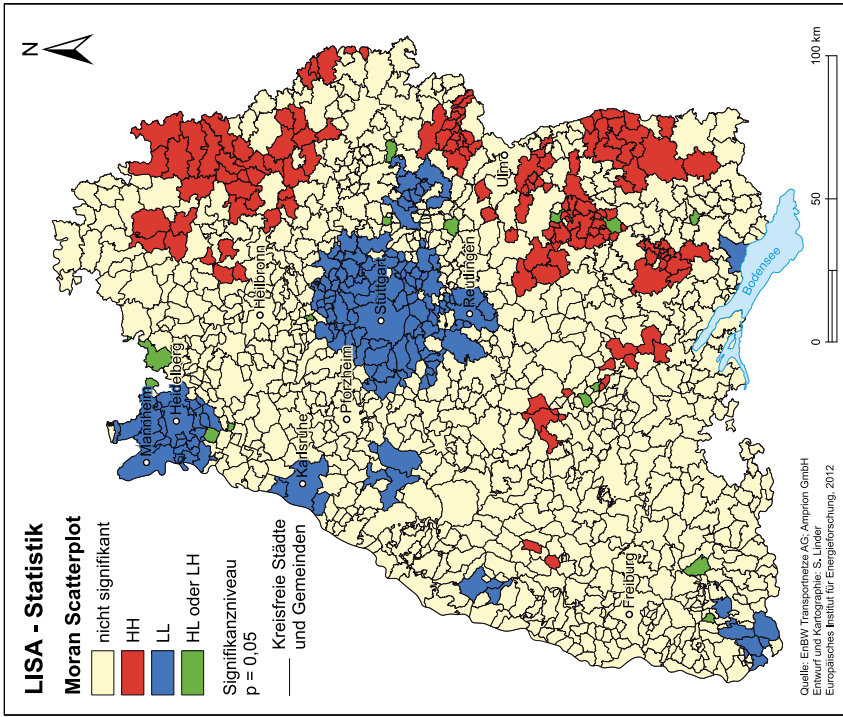 LISA - Statistik
Moran Scatterplot
nicht signifikant
HH
LL
HL oder LH
Signifikanzniveau
p = 0,05
Kreisfreie Städte
und Gemeinden
N
Mannheim
Heidelberg
Heilbronn
Karlsruhe
Pforzheim
Stuttgart
Reutlingen
Ulm
Freiburg
Bodensee
0
50
100 km
Quelle: EnBW Transportnetze AG; Amprion GmbH
Entwurf und Kartographie: S. Linder
Europäisches Institut für Energieforschung, 2012